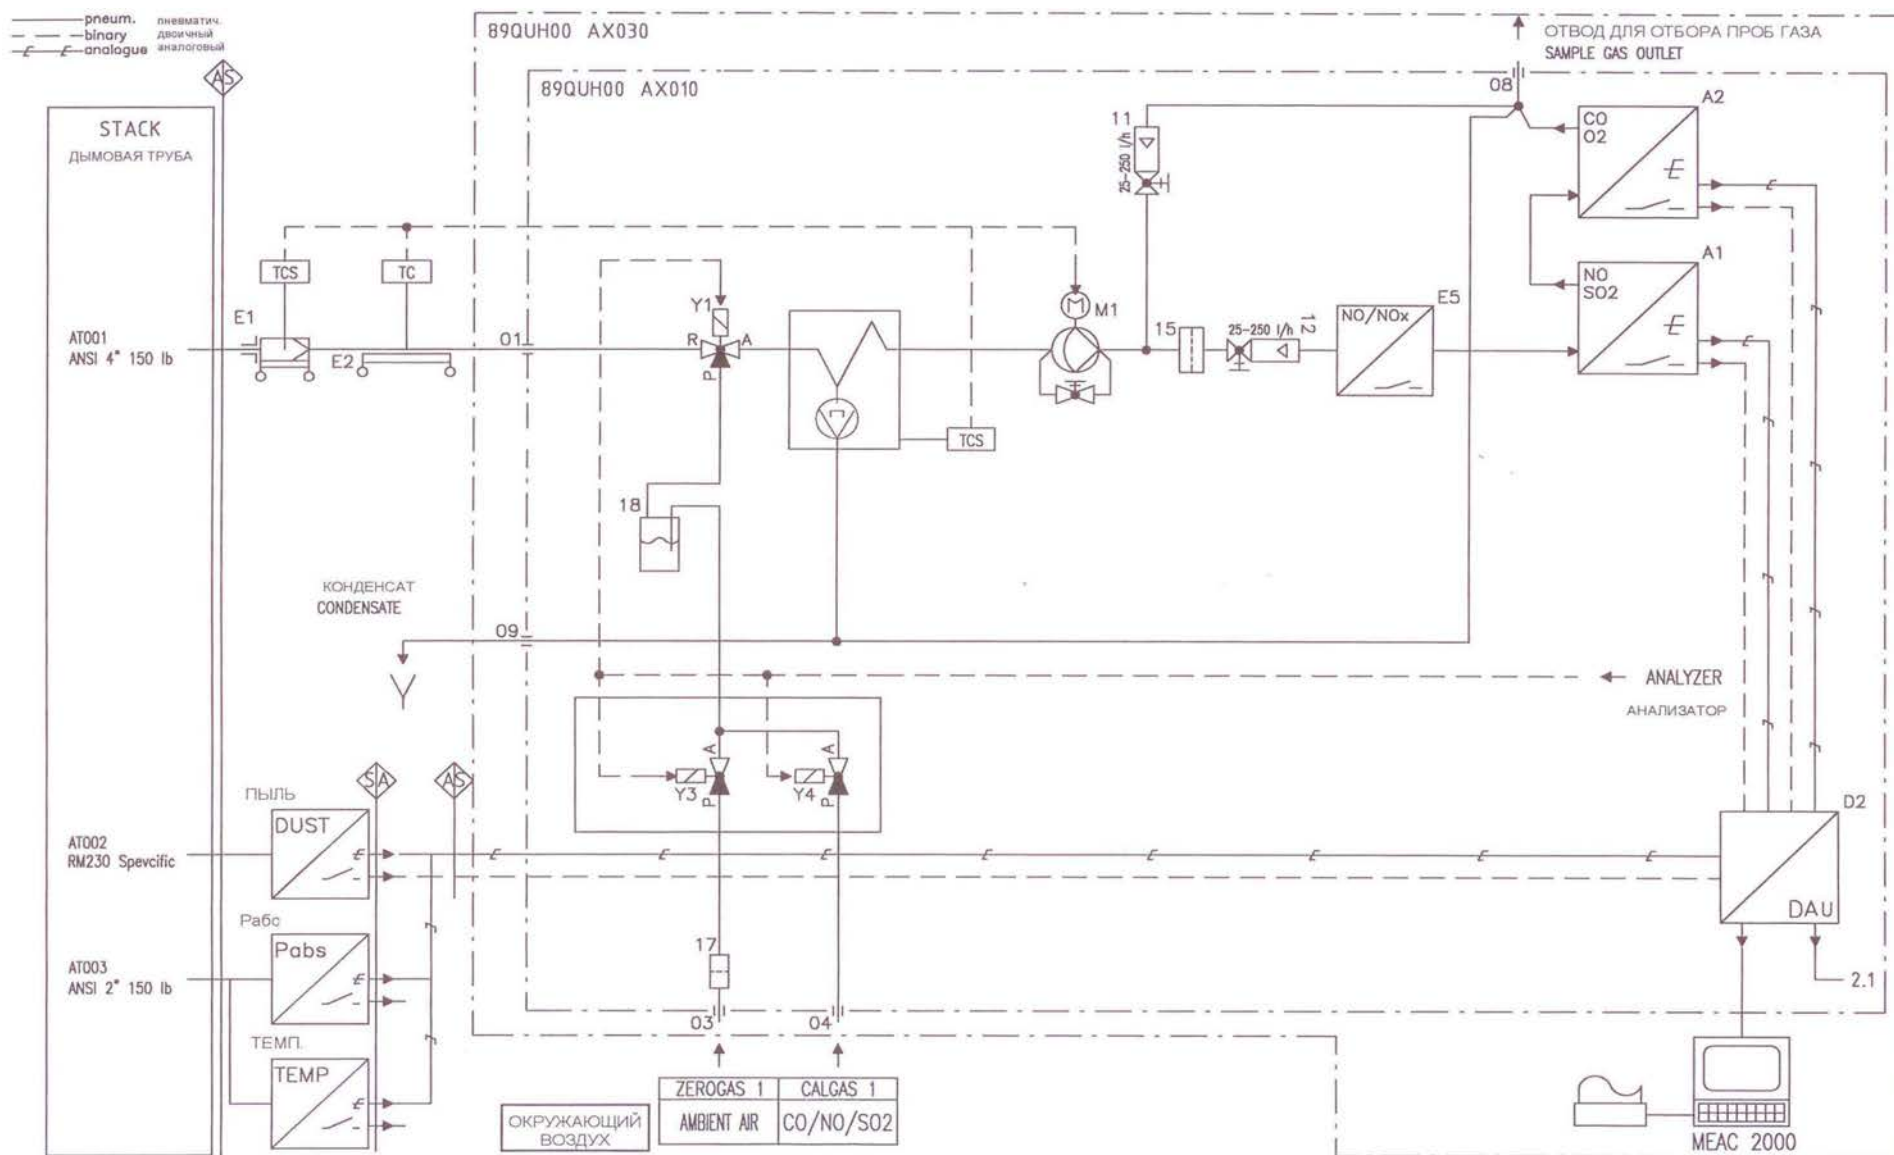 pneum. пневматич.
binary двоичный
analogue аналоговый
AS
89QUH00 AX030
ОТВОД ДЛЯ ОТБОРА ПРОБ ГАЗА
SAMPLE GAS OUTLET
89QUH00 AX010
08
STACK
ДЫМОВАЯ ТРУБА
11
25-250 l/h
A2
CO
O2
E
E
TCS
TC
A1
NO
SO2
E
E
E1
E2
AT001
ANSI 4" 150 lb
01
Y1
R
A
P
M
M1
15
25-250 l/h
12
NO/NOx
E5
TCS
E
E
18
КОНДЕНСАТ
CONDENSATE
09
E
ANALYZER
АНАЛИЗАТОР
E
E
A
A
Y3
P
Y4
P
SA
AS
ПЫЛЬ
DUST
E
AT002
RM230 Spevcific
E
E
E
E
E
E
E
E
D2
DAU
Рабс
Pabs
E
E
AT003
ANSI 2" 150 lb
17
2.1
03
04
ТЕМП.
TEMP
E
E
ОКРУЖАЮЩИЙ
ВОЗДУХ
ZEROGAS 1
CALGAS 1
AMBIENT AIR
CO/NO/SO2
MEAC 2000